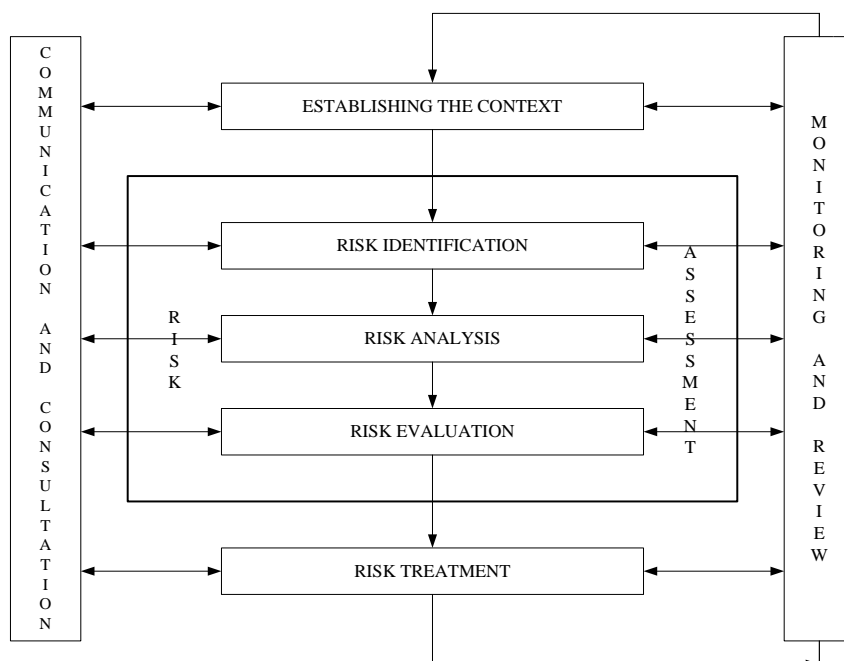 COMMUNICATION AND CONSULTATION
ESTABLISHING THE CONTEXT
RISK IDENTIFICATION
RISK ANALYSIS
RISK EVALUATION
RISK TREATMENT
RISK
ASSESSMENT
MONITORING AND REVIEW